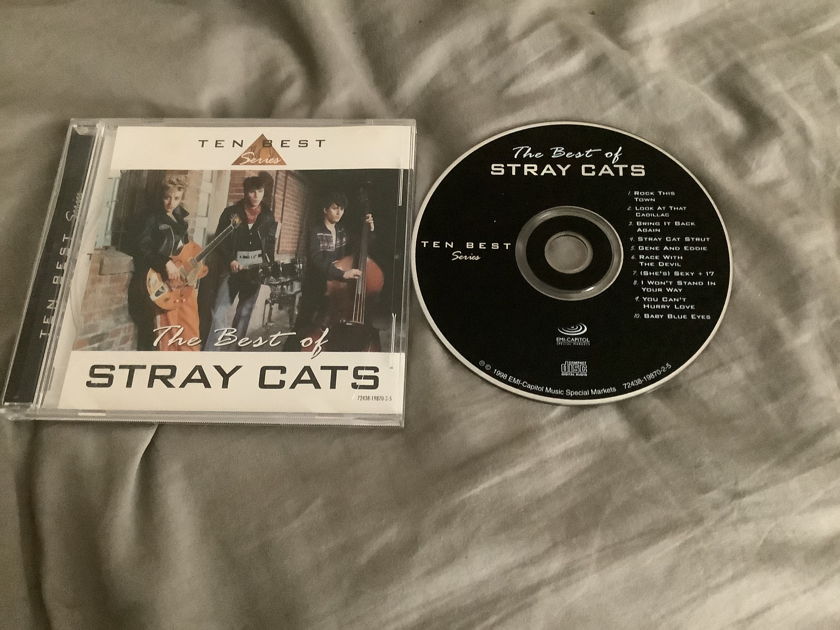 TEN BEST
Series
The Best of
STRAY CATS
72438-19870-2-5
TEN BEST Series
The Best of
STRAY CATS
TEN BEST
Series
1. ROCK THIS
TOWN
2. LOOK AT THAT
CADILLAC
3. BRING IT BACK
AGAIN
4. STRAY CAT STRUT
5. GENE AND EDDIE
6. RACE WITH
THE DEVIL
7. (SHE'S) SEXY + 17
8. I WON'T STAND IN
YOUR WAY
9. YOU CAN'T
HURRY LOVE
10. BABY BLUE EYES
EMI-CAPITOL
SPECIAL MARKETS
COMPACT
disc
DIGITAL AUDIO
℗ © 1998 EMI-Capitol Music Special Markets 72438-19870-2-5